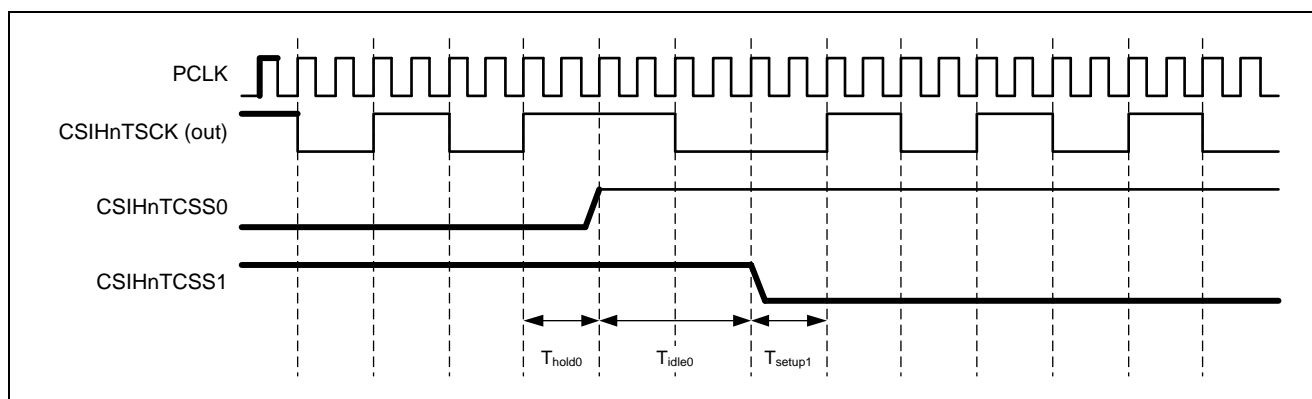 PCLK
CSIHnTSCK (out)
CSIHnTCSS0
CSIHnTCSS1
Thold0 Tidle0 Tsetup1